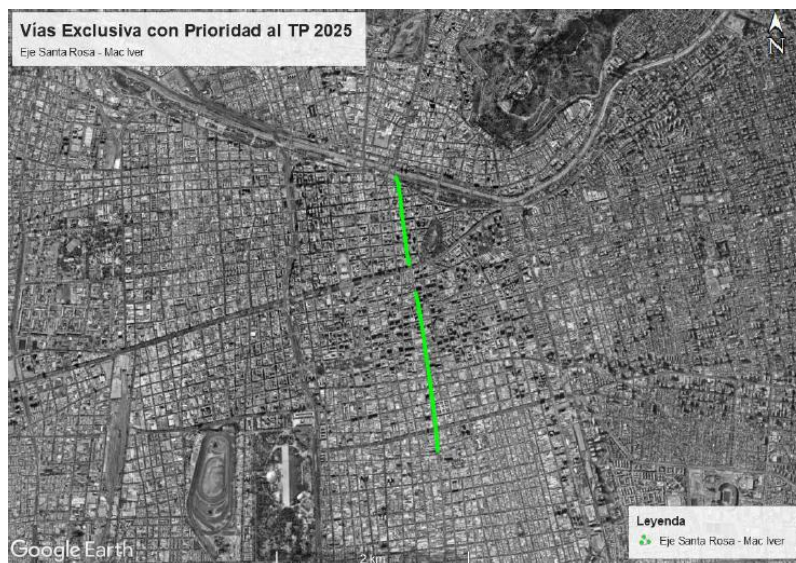 Vías Exclusiva con Prioridad al TP 2025
Eje Santa Rosa - Mac Iver
N
Leyenda
Eje Santa Rosa - Mac Iver
Google Earth
2 km